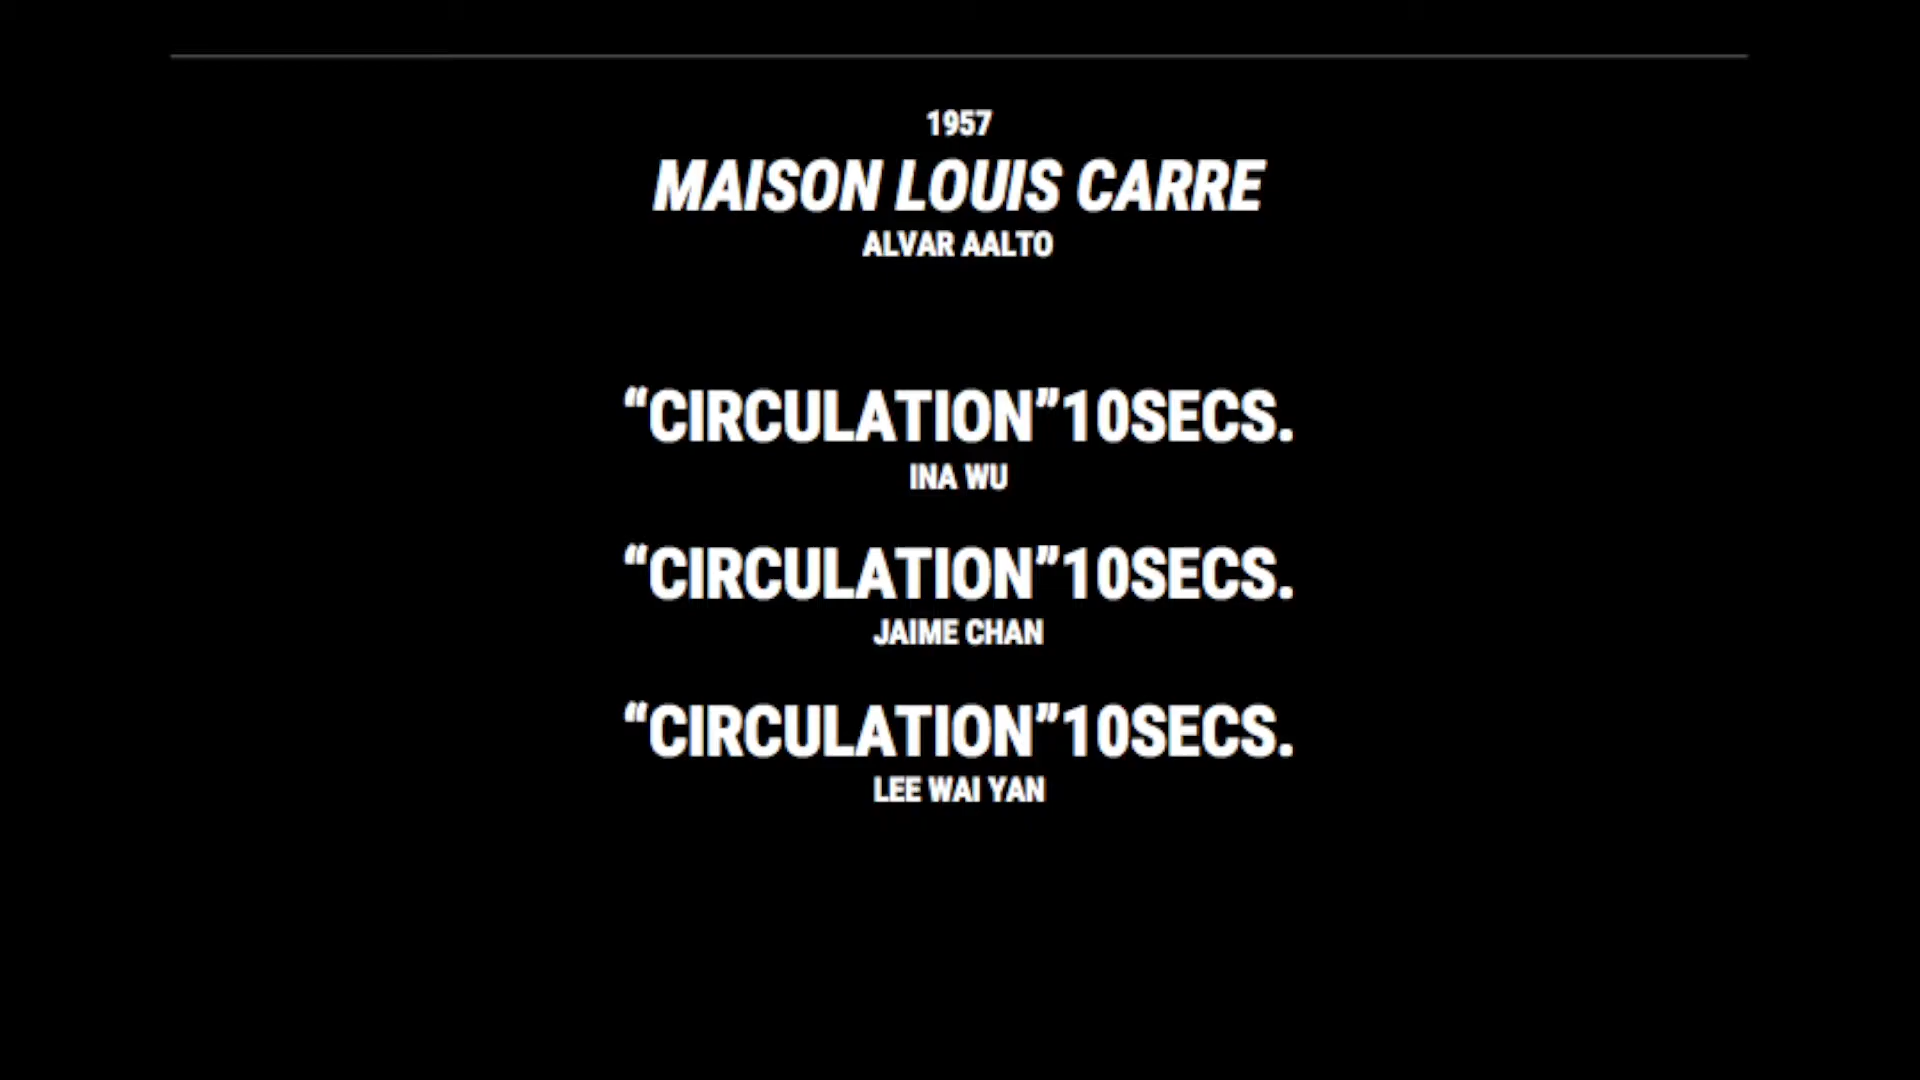 1957
MAISON LOUIS CARRE
ALVAR AALTO
“CIRCULATION”10SECS.
INA WU
“CIRCULATION”10SECS.
JAIME CHAN
“CIRCULATION”10SECS.
LEE WAI YAN